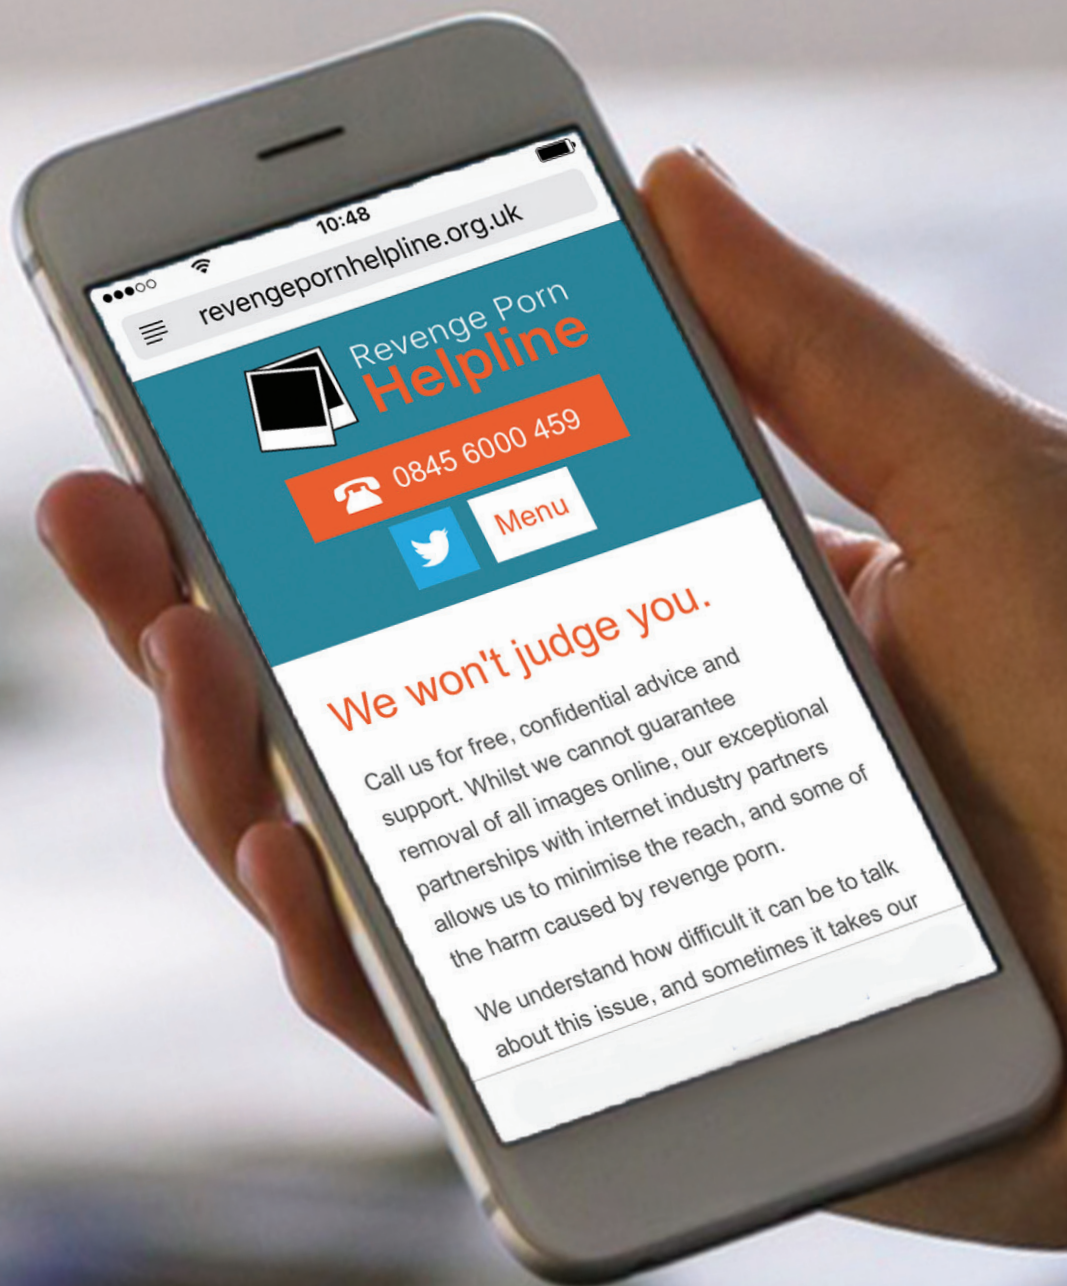 10:48
revengepornhelpline.org.uk
Revenge Porn
Helpline
0845 6000 459
Menu
We won't judge you.
Call us for free, confidential advice and
support. Whilst we cannot guarantee
removal of all images online, our exceptional
partnerships with internet industry partners
allows us to minimise the reach, and some of
the harm caused by revenge porn.
We understand how difficult it can be to talk
about this issue, and sometimes it takes our